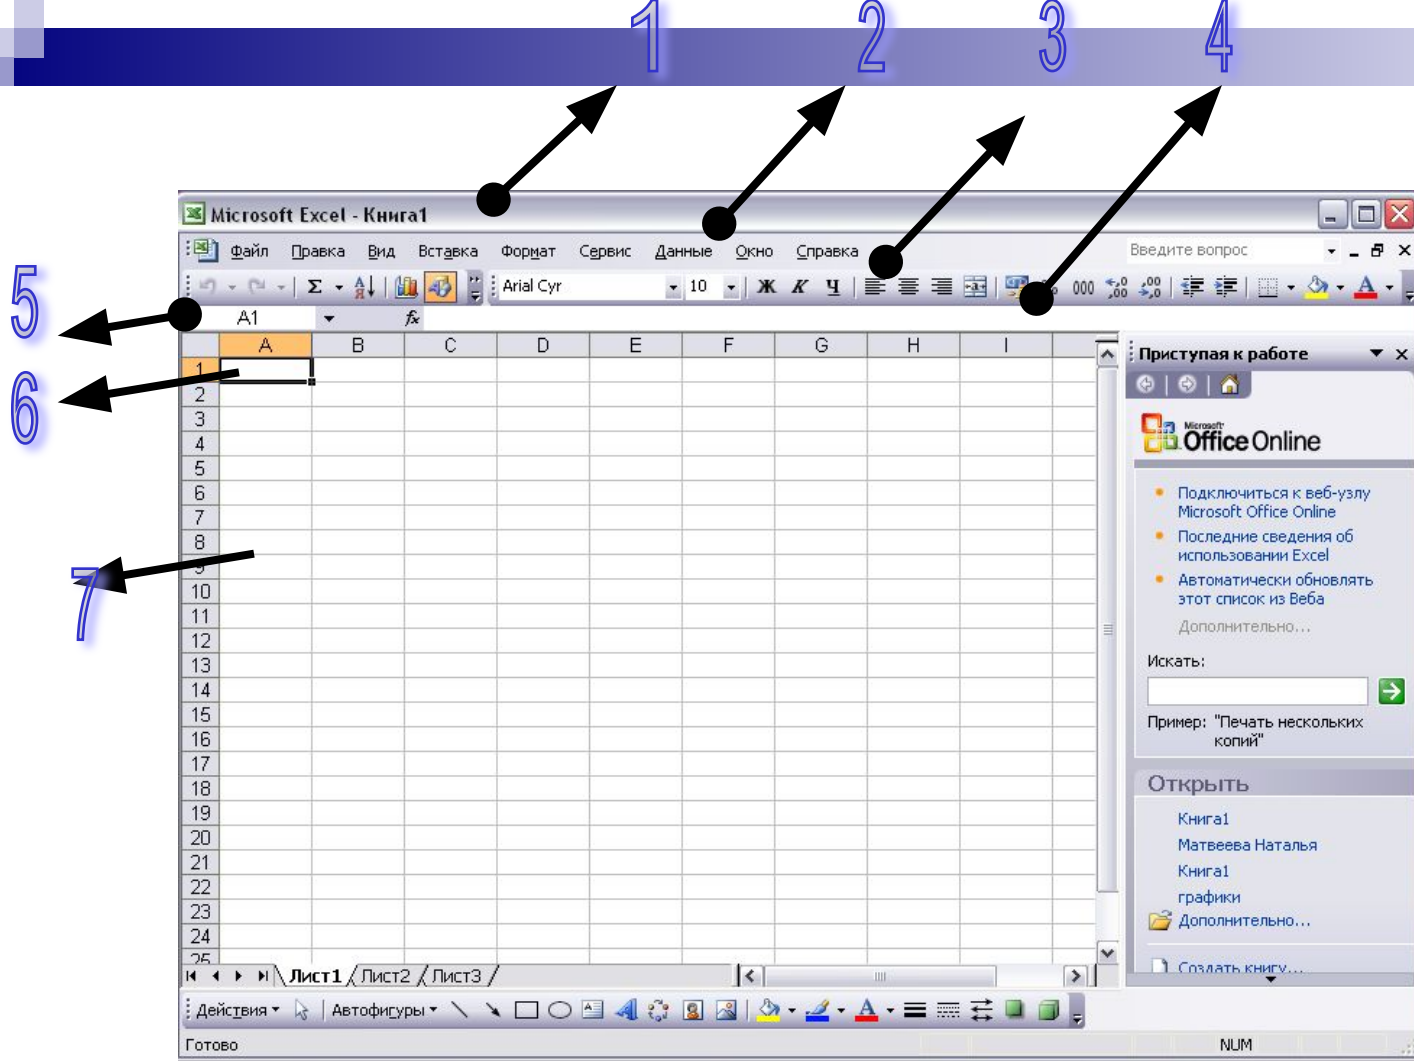 1 2 3 4
Microsoft Excel - Книга1
Файл Правка Вид Вставка Формат Сервис Данные Окно Справка Введите вопрос
Σ Arial Cyr 10 Ж К Ч 000
5
A1 fx
A B C D E F G H I
1
6
2
3
4
5
6
7
8
9
7
10
11
12
13
14
15
16
17
18
19
20
21
22
23
24
25
Приступая к работе
Microsoft
Office Online
Подключиться к веб-узлу
Microsoft Office Online
Последние сведения об
использовании Excel
Автоматически обновлять
этот список из Веба
Дополнительно...
Искать:
Пример: "Печать нескольких
копий"
Открыть
Книга1
Матвеева Наталья
Книга1
графики
Дополнительно...
Создать книгу...
Лист1 Лист2 Лист3
Действия Автофигуры
Готово NUM